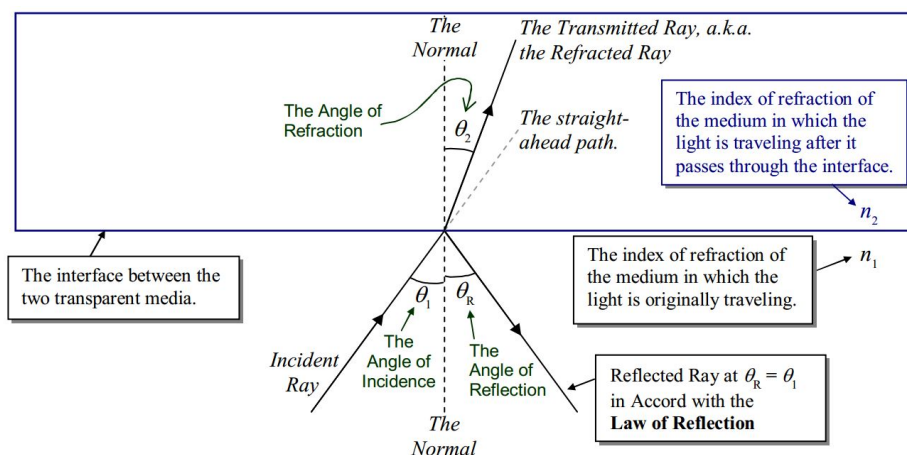 The
Normal
The Transmitted Ray, a.k.a.
the Refracted Ray
The Angle of
Refraction
θ2
The straight-
ahead path.
The index of refraction of
the medium in which the
light is traveling after it
passes through the interface.
n2
The interface between the
two transparent media.
The index of refraction of
the medium in which the
light is originally traveling.
n1
θ1
θR
Incident
Ray
The
Angle of
Incidence
The
Angle of
Reflection
Reflected Ray at θR = θ1
in Accord with the
Law of Reflection
The
Normal